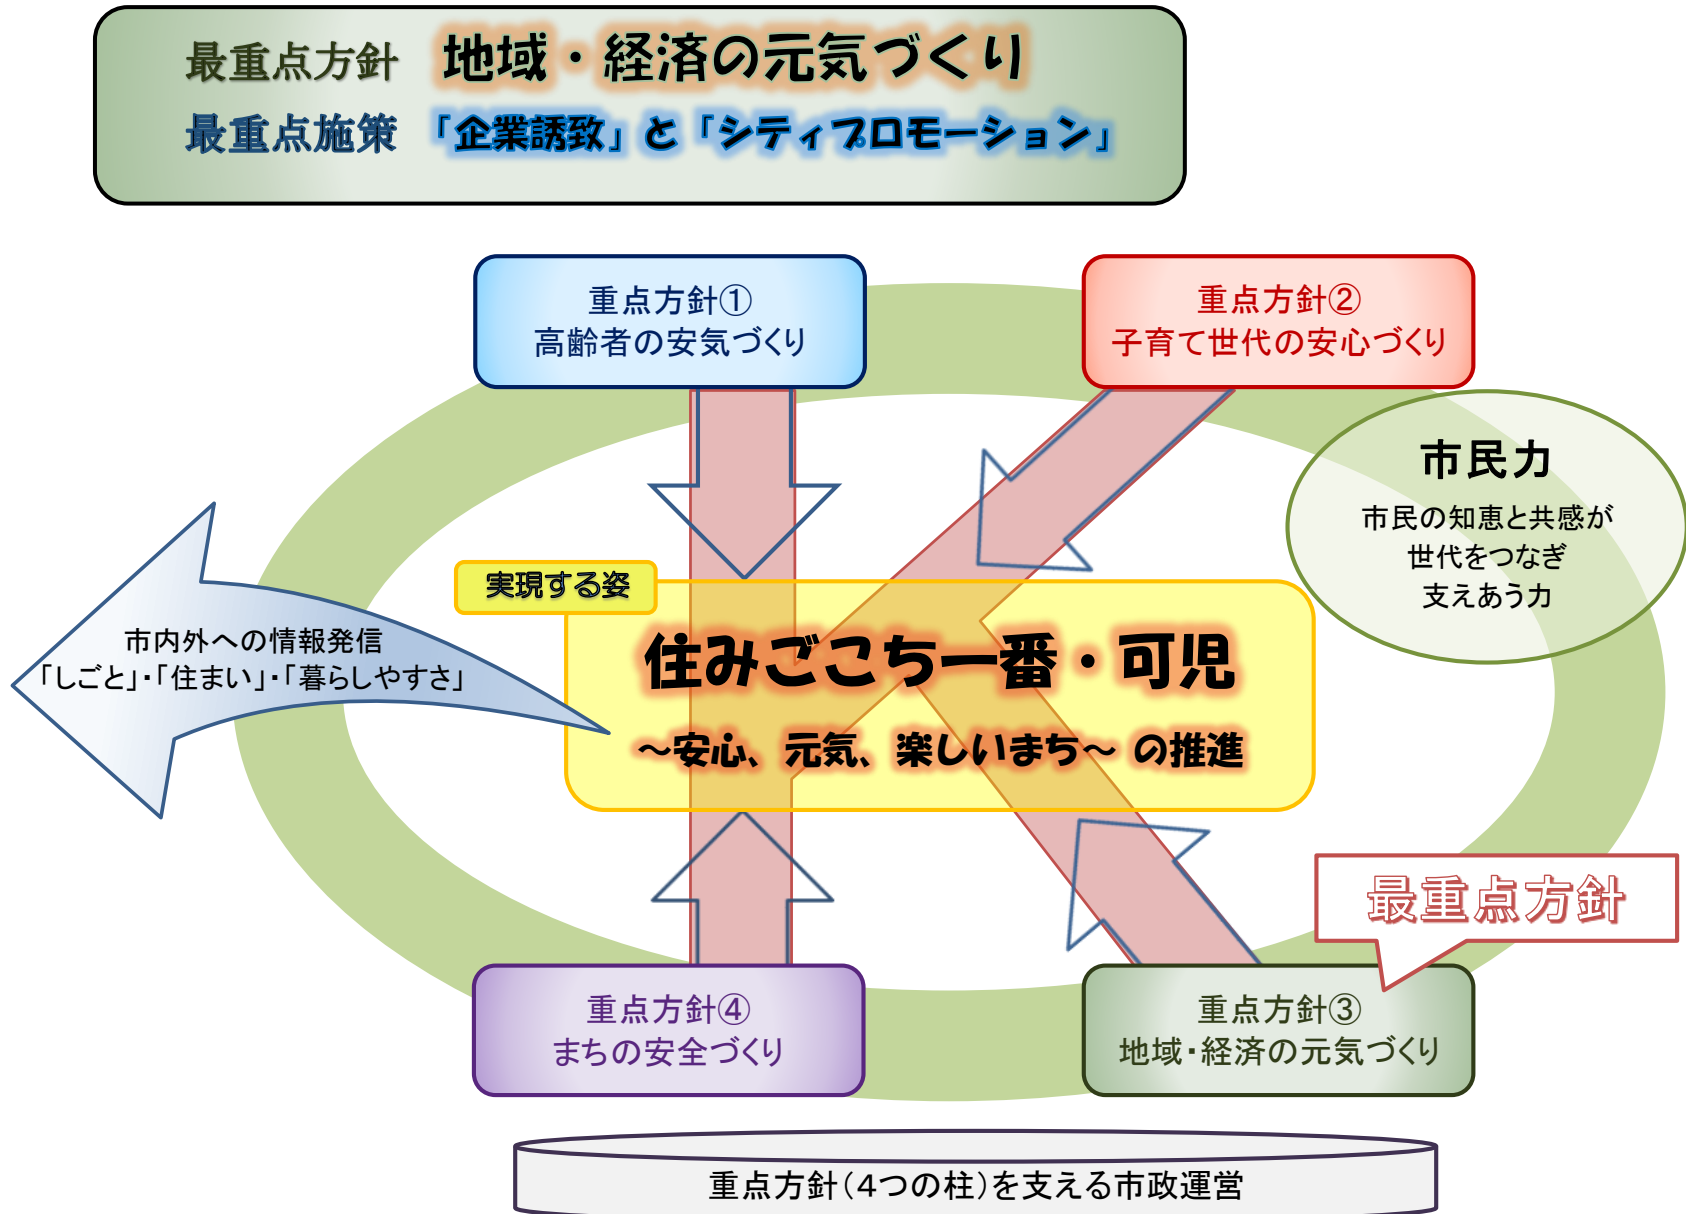 最重点方針 地域・経済の元気づくり
最重点施策 「企業誘致」と「シティプロモーション」
重点方針①
高齢者の安気づくり
重点方針②
子育て世代の安心づくり
市民力
市民の知恵と共感が
世代をつなぎ
支えあう力
実現する姿
住みごこち一番・可児
～安心、元気、楽しいまち～ の推進
市内外への情報発信
「しごと」・「住まい」・「暮らしやすさ」
最重点方針
重点方針④
まちの安全づくり
重点方針③
地域・経済の元気づくり
重点方針（４つの柱）を支える市政運営